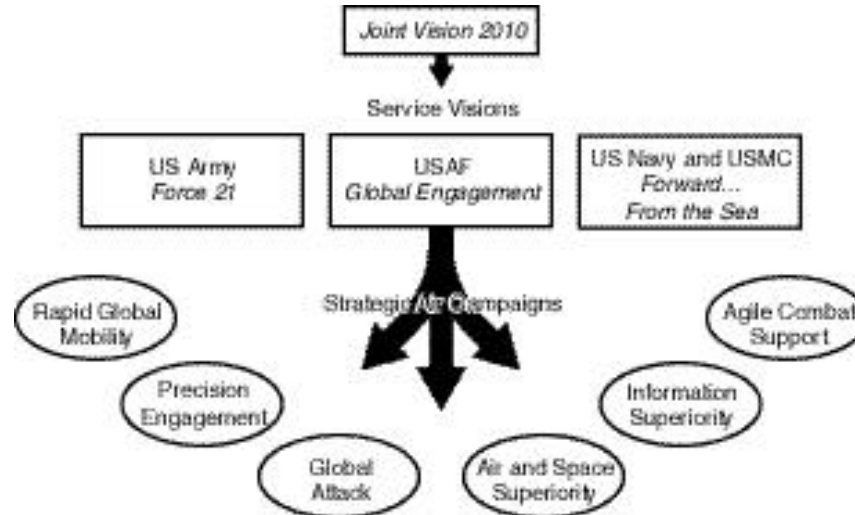 Joint Vision 2010
Service Visions
US Army
Force 21
USAF
Global Engagement
US Navy and USMC
Forward...
From the Sea
Strategic Air Campaigns
Rapid Global
Mobility
Agile Combat
Support
Precision
Engagement
Information
Superiority
Global
Attack
Air and Space
Superiority